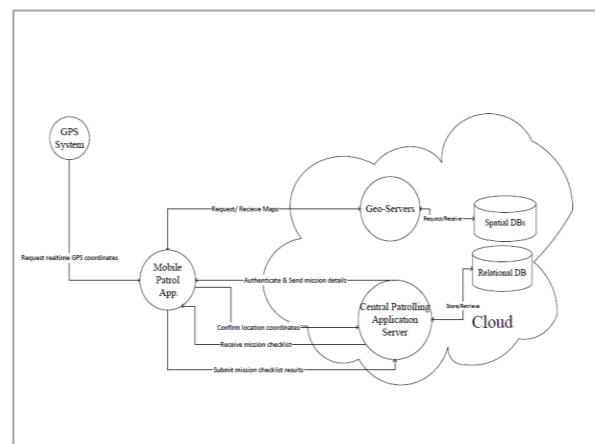 GPS
System
Request/ Recieve Maps
Geo-Servers
Request/Receive
Spatial DBs
Request realtime GPS coordinates
Mobile
Patrol
App.
Authenticate & Send mission details
Relational DB
Central Patrolling
Application
Server
Store/Retrieve
Cloud
Confirm location coordinates
Receive mission checklist
Submit mission checklist results